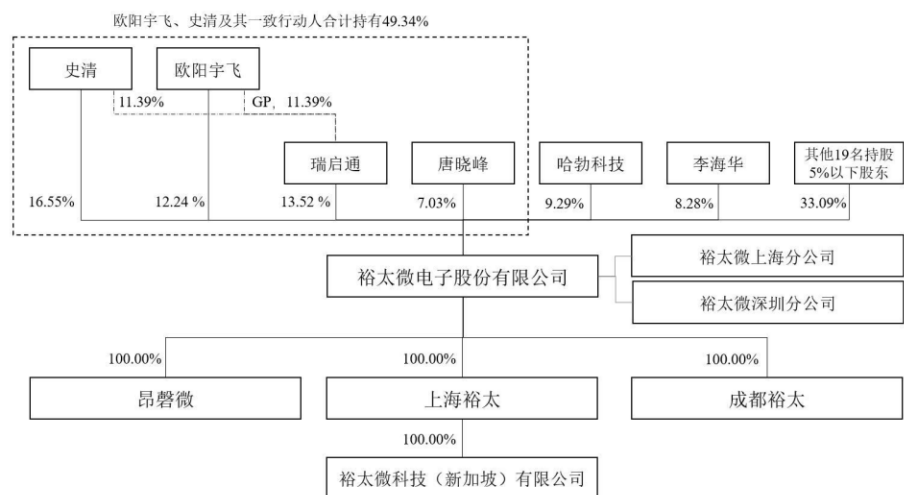 欧阳宇飞、史清及其一致行动人合计持有49.34%
史清
欧阳宇飞
11.39%
GP，11.39%
瑞启通
唐晓峰
哈勃科技
李海华
其他19名持股
5%以下股东
16.55%
12.24 %
13.52 %
7.03%
9.29%
8.28%
33.09%
裕太微电子股份有限公司
裕太微上海分公司
裕太微深圳分公司
100.00%
100.00%
100.00%
昂磬微
上海裕太
成都裕太
100.00%
裕太微科技（新加坡）有限公司